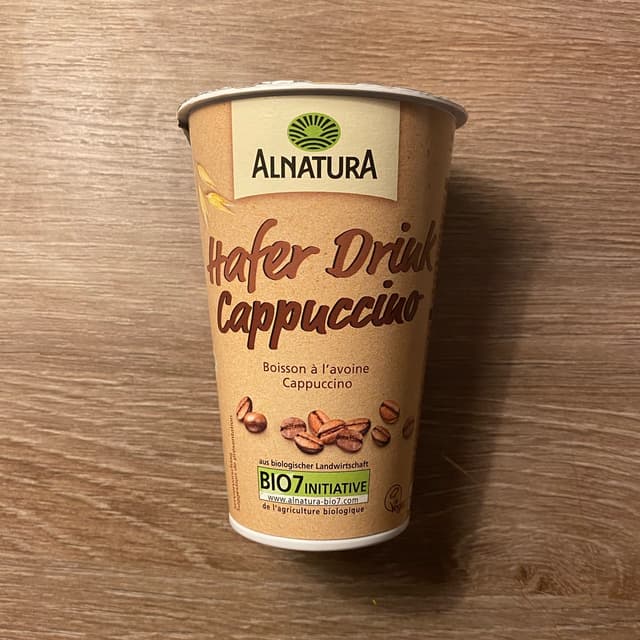 ALNATURA
Hafer Drink
Cappuccino
Boisson à l'avoine
Cappuccino
aus biologischer Landwirtschaft
BIO7 INITIATIVE
www.alnatura-bio7.com
de l'agriculture biologique